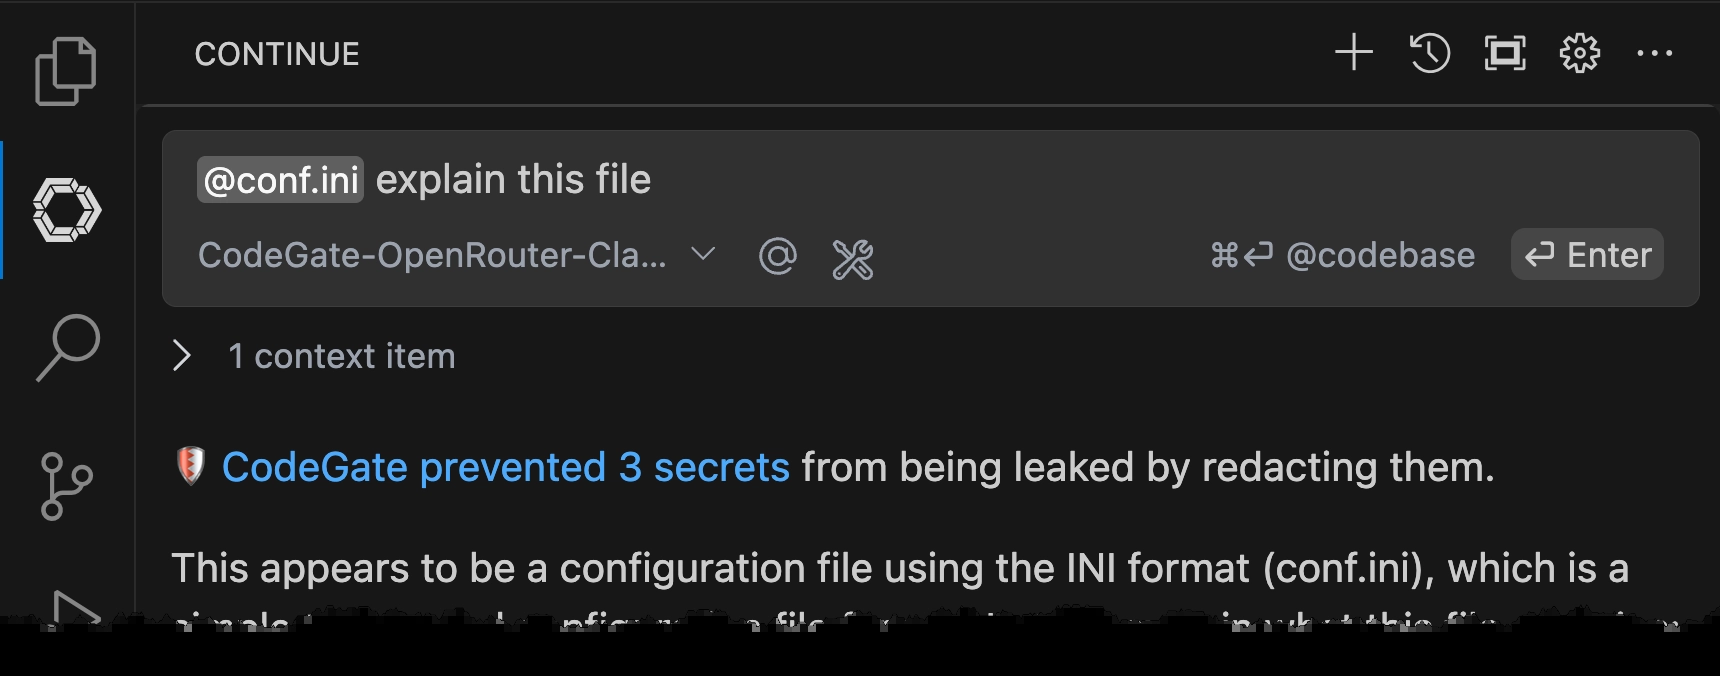 CONTINUE
@conf.ini explain this file
CodeGate-OpenRouter-Cla... @codebase Enter
1 context item
CodeGate prevented 3 secrets from being leaked by redacting them.
This appears to be a configuration file using the INI format (conf.ini), which is a